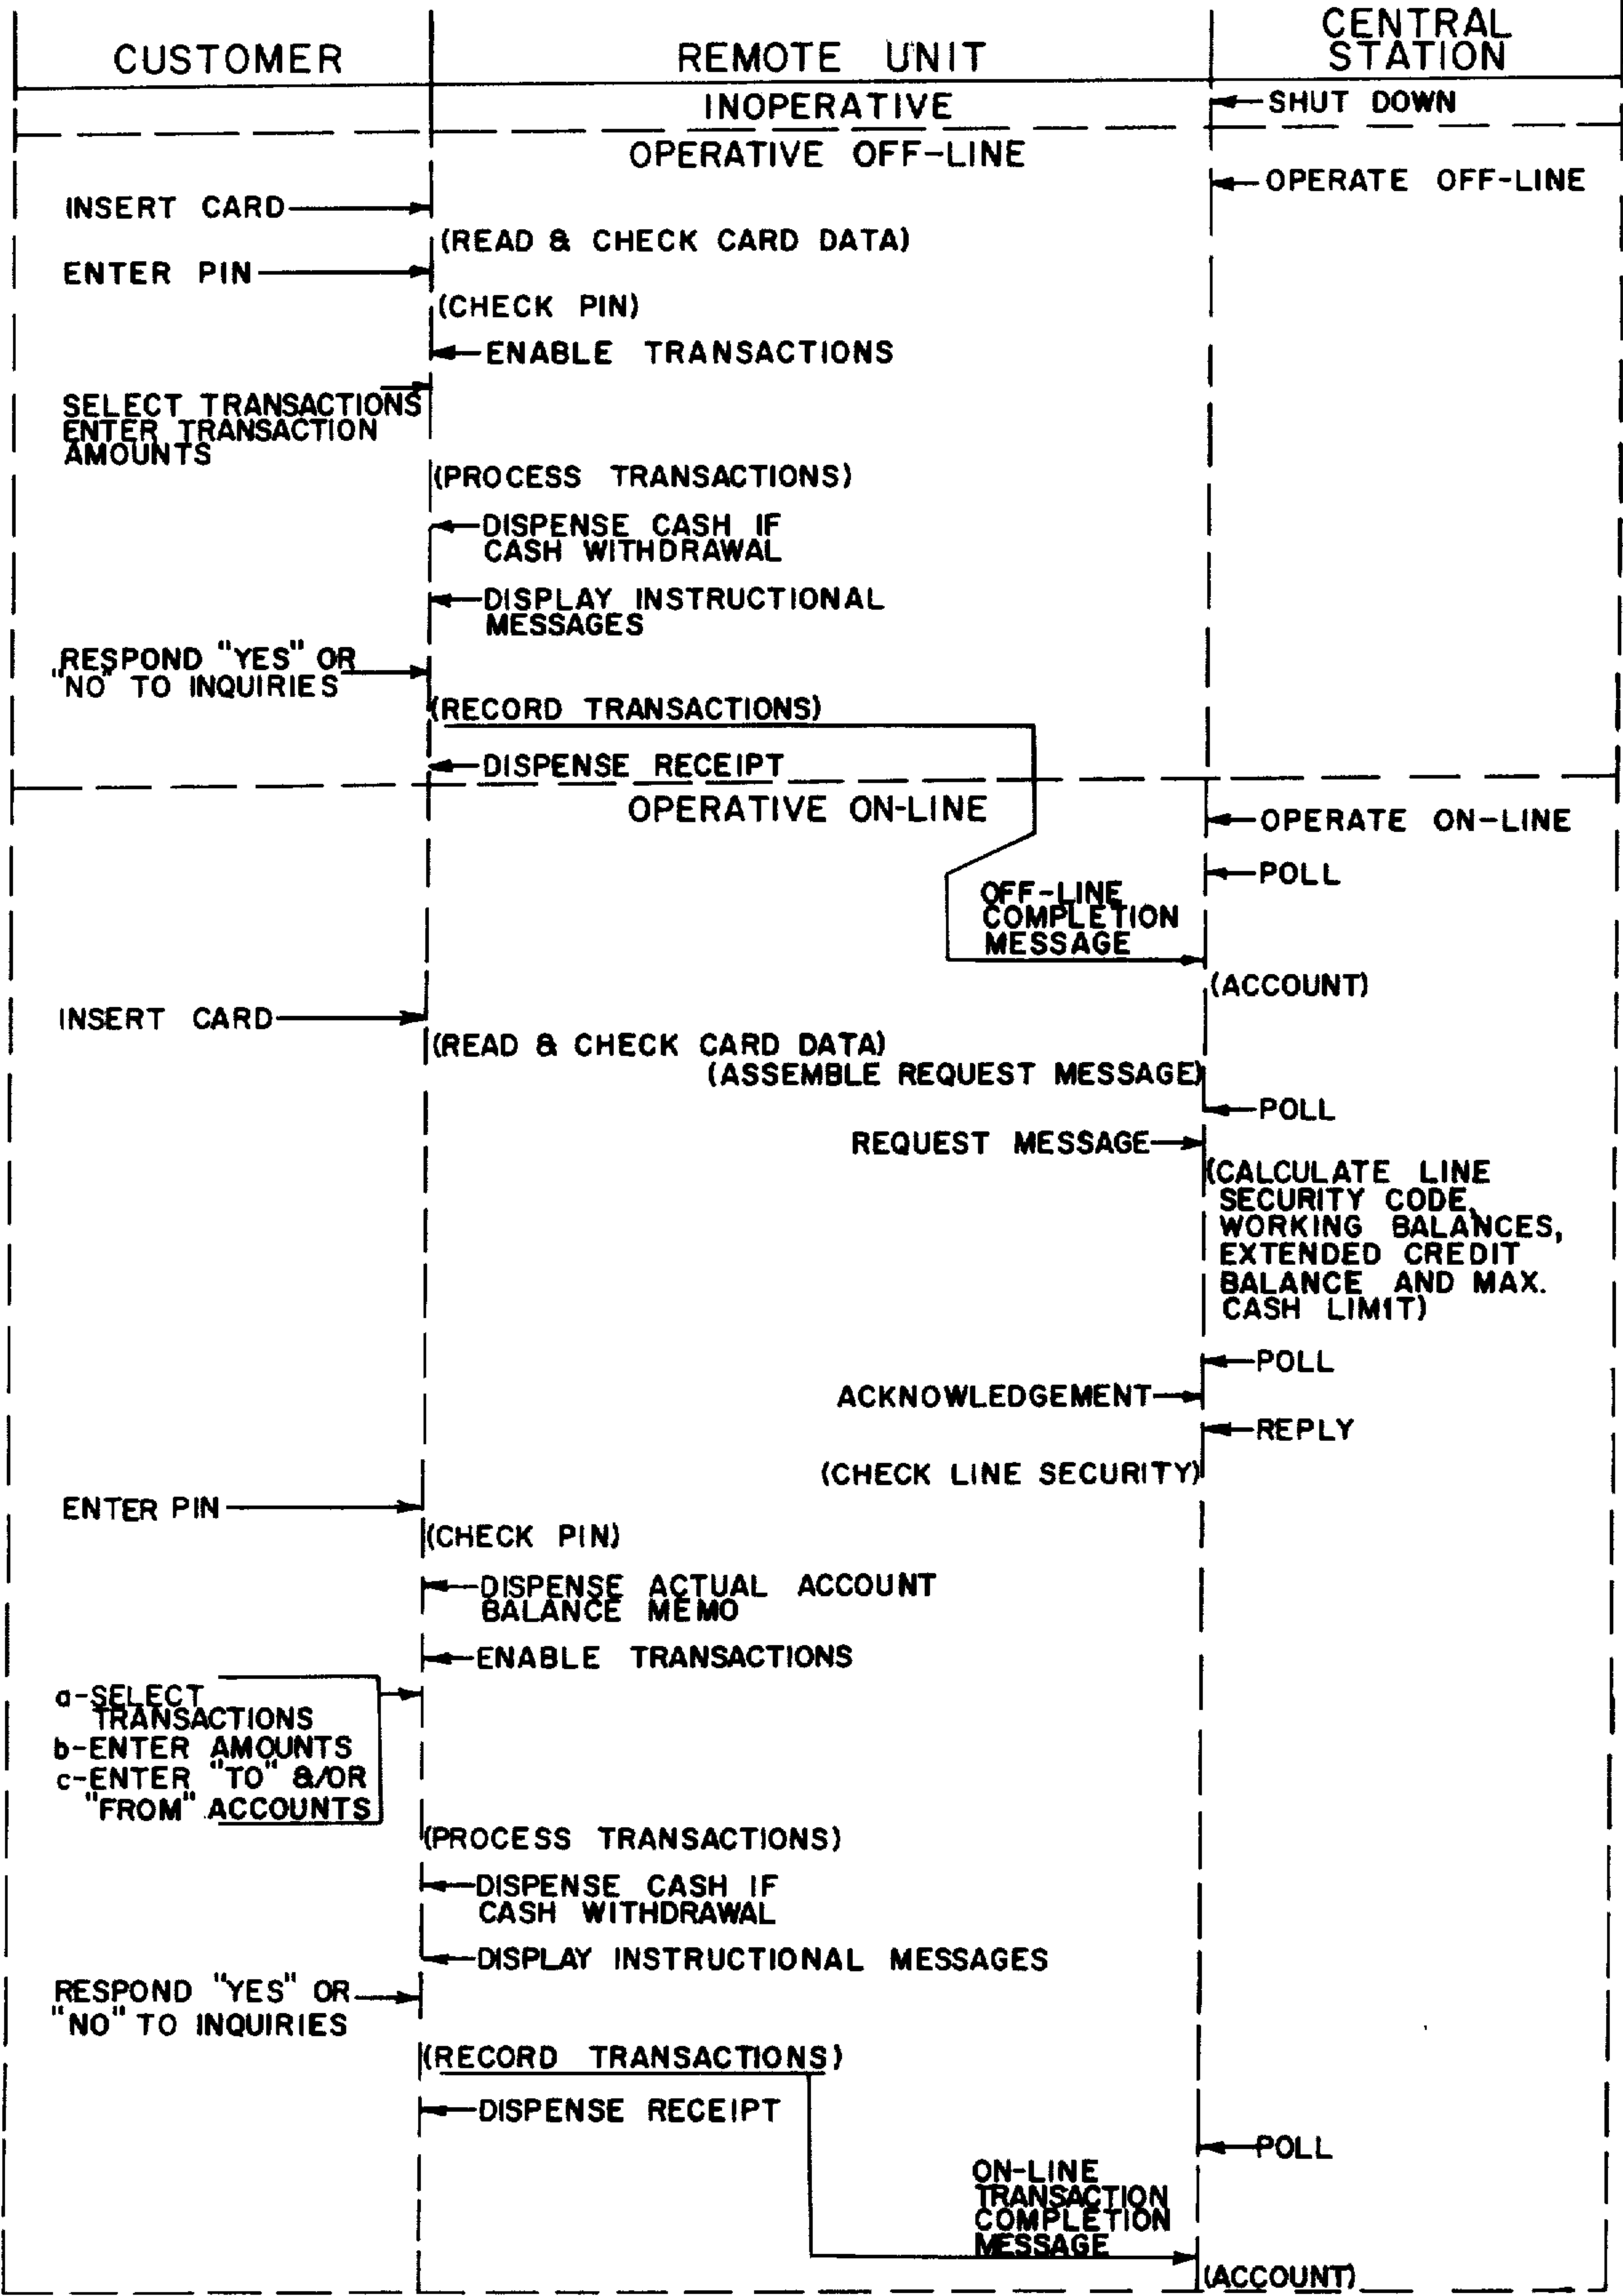 CUSTOMER
REMOTE UNIT
CENTRAL
STATION
INOPERATIVE
SHUT DOWN
OPERATIVE OFF-LINE
OPERATE OFF-LINE
INSERT CARD
(READ & CHECK CARD DATA)
ENTER PIN
(CHECK PIN)
ENABLE TRANSACTIONS
SELECT TRANSACTIONS
ENTER TRANSACTION
AMOUNTS
(PROCESS TRANSACTIONS)
DISPENSE CASH IF
CASH WITHDRAWAL
DISPLAY INSTRUCTIONAL
MESSAGES
RESPOND "YES" OR
"NO" TO INQUIRIES
(RECORD TRANSACTIONS)
DISPENSE RECEIPT
OPERATIVE ON-LINE
OPERATE ON-LINE
POLL
OFF-LINE
COMPLETION
MESSAGE
(ACCOUNT)
INSERT CARD
(READ & CHECK CARD DATA)
(ASSEMBLE REQUEST MESSAGE)
POLL
REQUEST MESSAGE
(CALCULATE LINE
SECURITY CODE,
WORKING BALANCES,
EXTENDED CREDIT
BALANCE AND MAX.
CASH LIMIT)
POLL
ACKNOWLEDGEMENT
REPLY
(CHECK LINE SECURITY)
ENTER PIN
(CHECK PIN)
DISPENSE ACTUAL ACCOUNT
BALANCE MEMO
ENABLE TRANSACTIONS
a-SELECT
TRANSACTIONS
b-ENTER AMOUNTS
c-ENTER "TO" &/OR
"FROM" ACCOUNTS
(PROCESS TRANSACTIONS)
DISPENSE CASH IF
CASH WITHDRAWAL
DISPLAY INSTRUCTIONAL MESSAGES
RESPOND "YES" OR
"NO" TO INQUIRIES
(RECORD TRANSACTIONS)
DISPENSE RECEIPT
POLL
ON-LINE
TRANSACTION
COMPLETION
MESSAGE
(ACCOUNT)